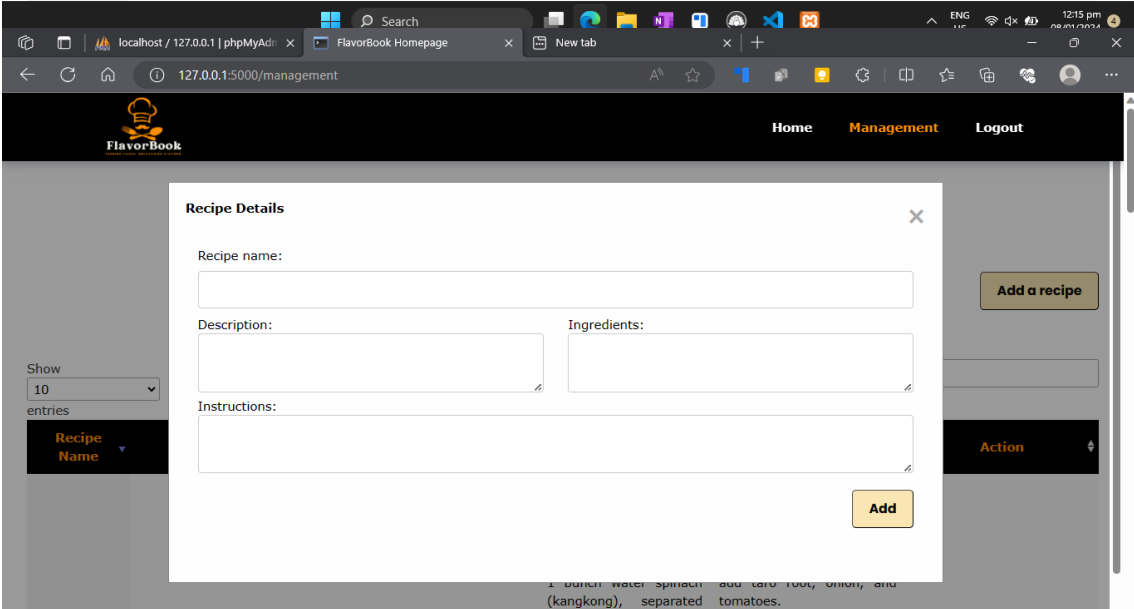 Search
ENG
12:15 pm
4
localhost / 127.0.0.1 | phpMyAdn
FlavorBook Homepage
New tab
127.0.0.1:5000/management
FlavorBook
Home
Management
Logout
Recipe Details
Recipe name:
Add a recipe
Description:
Ingredients:
Show
10
entries
Instructions:
Recipe
Name
Action
Add
1 bunch water spinach
(kangkong), separated
add taro root, onion, and
tomatoes.